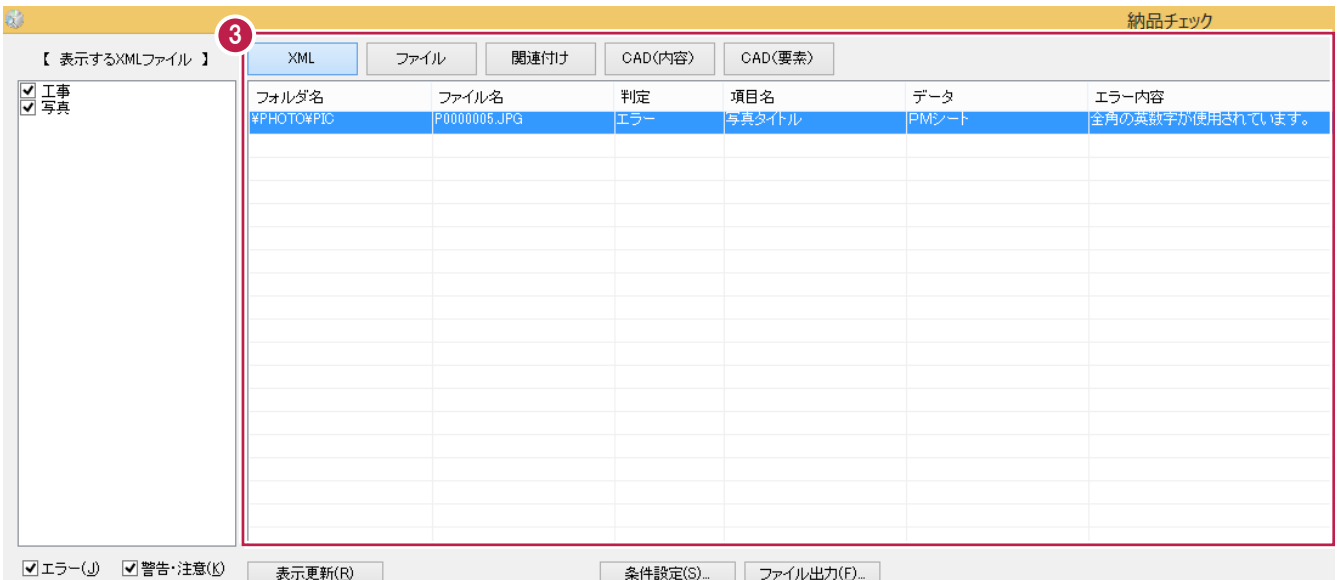 納品チェック
3
【 表示するXMLファイル 】
XML ファイル 関連付け CAD(内容) CAD(要素)
工事
写真
フォルダ名 ファイル名 判定 項目名 データ エラー内容
¥PHOTO¥PIC P0000005.JPG エラー 写真タイトル PMシート 全角の英数字が使用されています。
エラー(J) 警告・注意(K) 表示更新(R) 条件設定(S)... ファイル出力(F)...